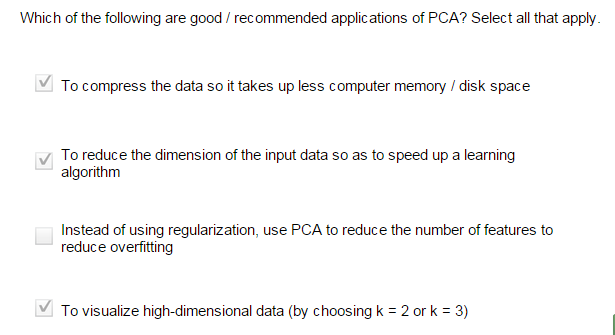 Which of the following are good / recommended applications of PCA? Select all that apply.
To compress the data so it takes up less computer memory / disk space
To reduce the dimension of the input data so as to speed up a learning
algorithm
Instead of using regularization, use PCA to reduce the number of features to
reduce overfitting
To visualize high-dimensional data (by choosing k = 2 or k = 3)